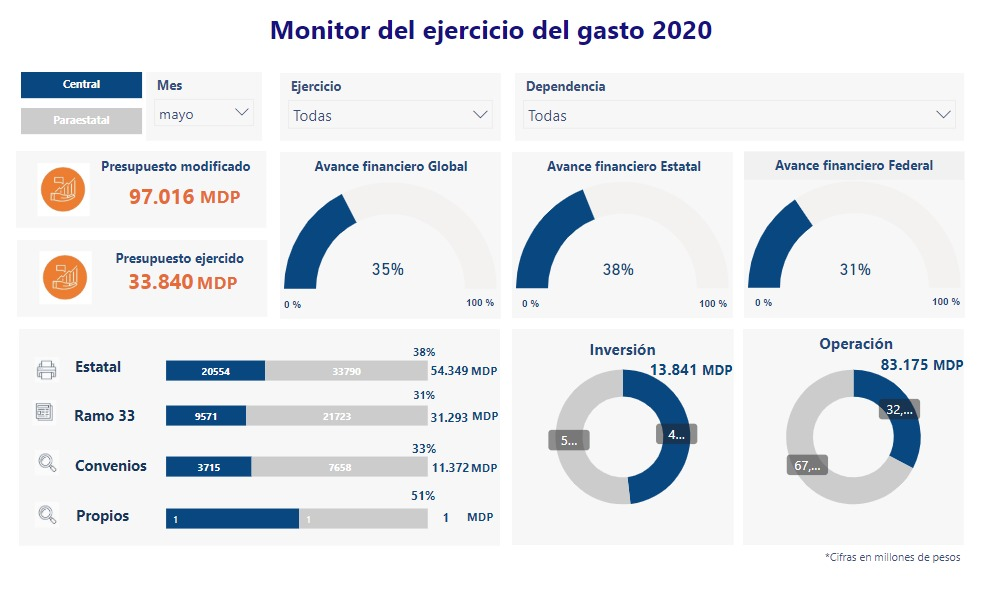 Monitor del ejercicio del gasto 2020
Central
Paraestatal
Mes
mayo
Ejercicio
Todas
Dependencia
Todas
Presupuesto modificado
97.016 MDP
Presupuesto ejercido
33.840 MDP
Avance financiero Global
35%
0 %
100 %
Avance financiero Estatal
38%
0 %
100 %
Avance financiero Federal
31%
0 %
100 %
38%
Estatal
20554
33790
54.349 MDP
31%
Ramo 33
9571
21723
31.293 MDP
33%
Convenios
3715
7658
11.372 MDP
51%
Propios
1
1
1 MDP
Inversión
13.841 MDP
5...
4...
Operación
83.175 MDP
32,...
67,...
*Cifras en millones de pesos